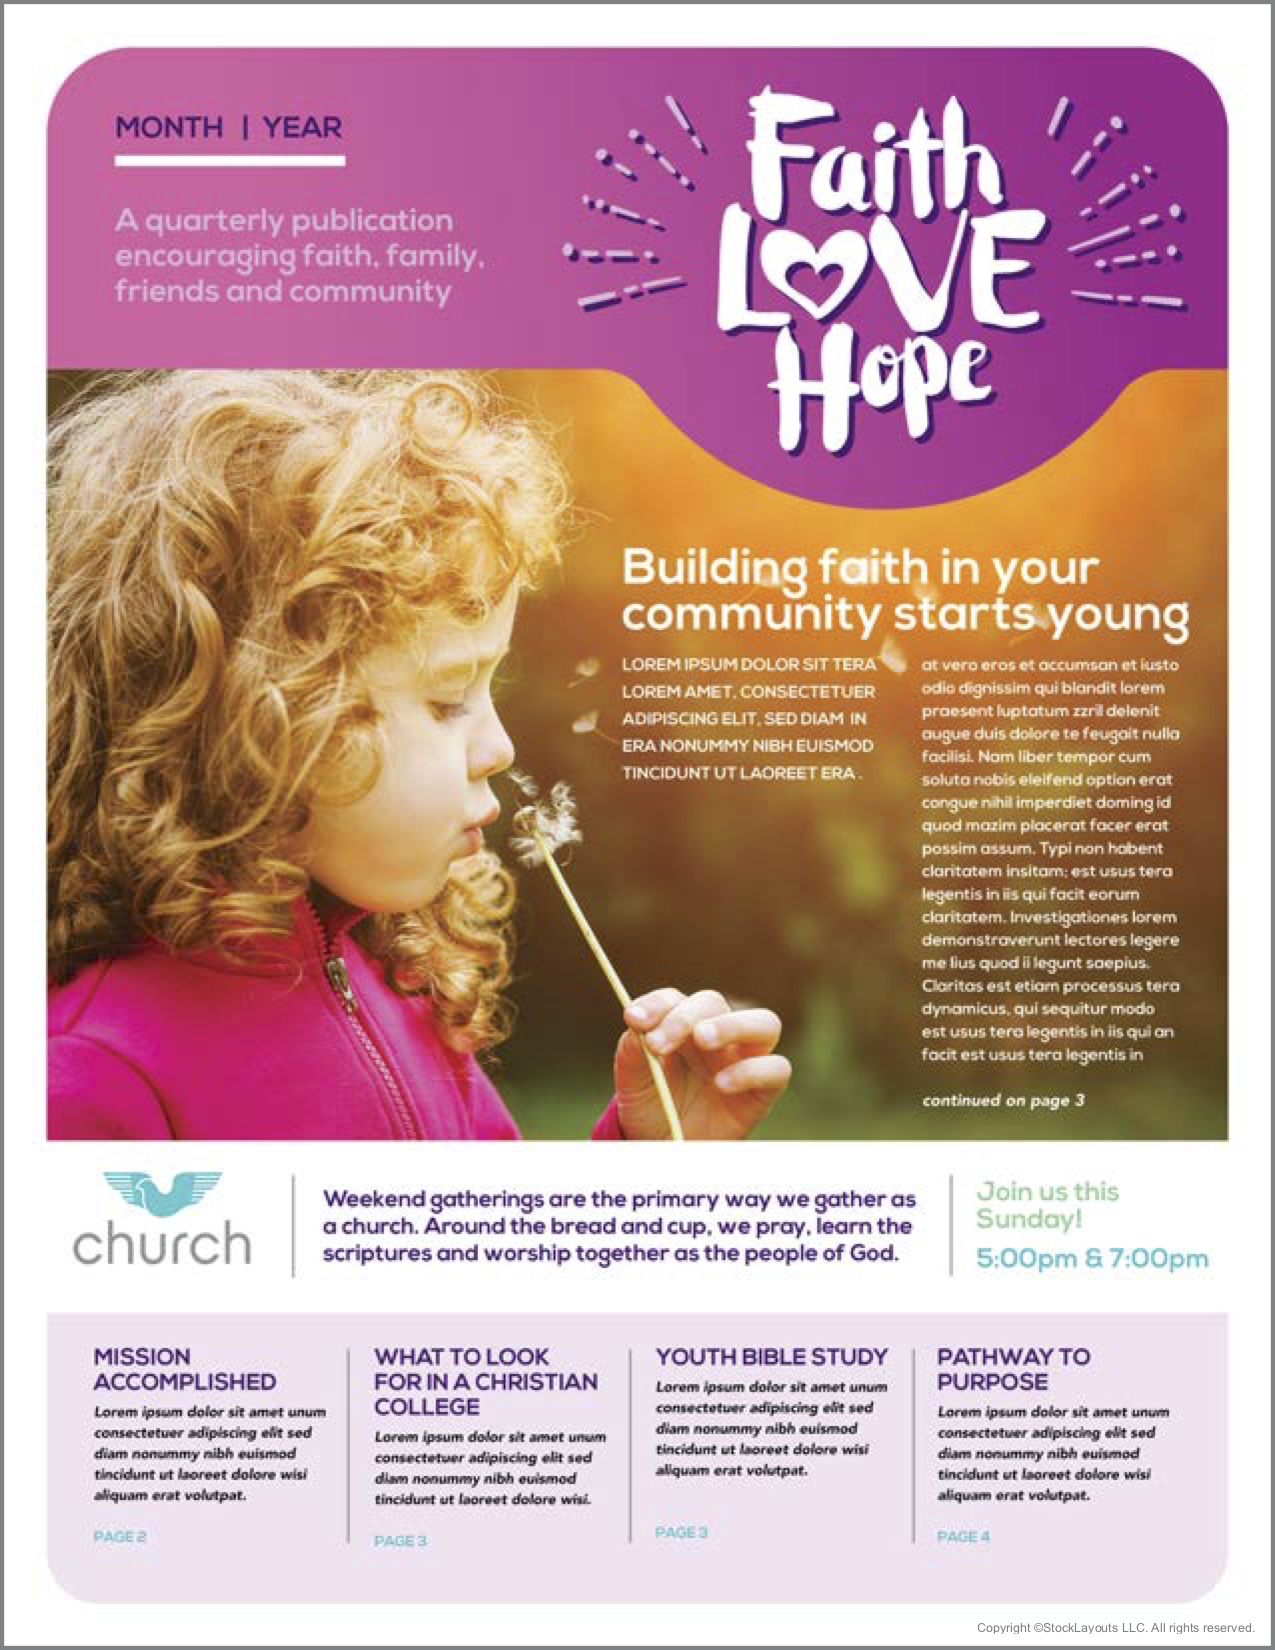 MONTH | YEAR
A quarterly publication
encouraging faith, family,
friends and community
Faith
LOVE
Hope
Building faith in your
community starts young
LOREM IPSUM DOLOR SIT TERA
LOREM AMET, CONSECTETUER
ADIPISCING ELIT, SED DIAM IN
ERA NONUMMY NIBH EUISMOD
TINCIDUNT UT LAOREET ERA .
at vero eros et accumsan et iusto
odio dignissim qui blandit lorem
praesent luptatum zzril delenit
augue duis dolore te feugait nulla
facilisi. Nam liber tempor cum
soluta nobis eleifend option erat
congue nihil imperdiet doming id
quod mazim placerat facer erat
possim assum. Typi non habent
claritatem insitam; est usus tera
legentis in iis qui facit eorum
claritatem. Investigationes lorem
demonstraverunt lectores legere
me lius quod ii legunt saepius.
Claritas est etiam processus tera
dynamicus, qui sequitur modo
est usus tera legentis in iis qui an
facit est usus tera legentis in
continued on page 3
church
Weekend gatherings are the primary way we gather as
a church. Around the bread and cup, we pray, learn the
scriptures and worship together as the people of God.
Join us this
Sunday!
5:00pm & 7:00pm
MISSION
ACCOMPLISHED
Lorem ipsum dolor sit amet unum
consectetuer adipiscing elit sed
diam nonummy nibh euismod
tincidunt ut laoreet dolore wisi
aliquam erat volutpat.
PAGE 2
WHAT TO LOOK
FOR IN A CHRISTIAN
COLLEGE
Lorem ipsum dolor sit amet unum
consectetuer adipiscing elit sed
diam nonummy nibh euismod
tincidunt ut laoreet dolore wisi.
PAGE 3
YOUTH BIBLE STUDY
Lorem ipsum dolor sit amet unum
consectetuer adipiscing elit sed
diam nonummy nibh euismod
tincidunt ut laoreet dolore wisi
aliquam erat volutpat.
PAGE 3
PATHWAY TO
PURPOSE
Lorem ipsum dolor sit amet unum
consectetuer adipiscing elit sed
diam nonummy nibh euismod
tincidunt ut laoreet dolore wisi
aliquam erat volutpat.
PAGE 4
Copyright ©StockLayouts LLC. All rights reserved.